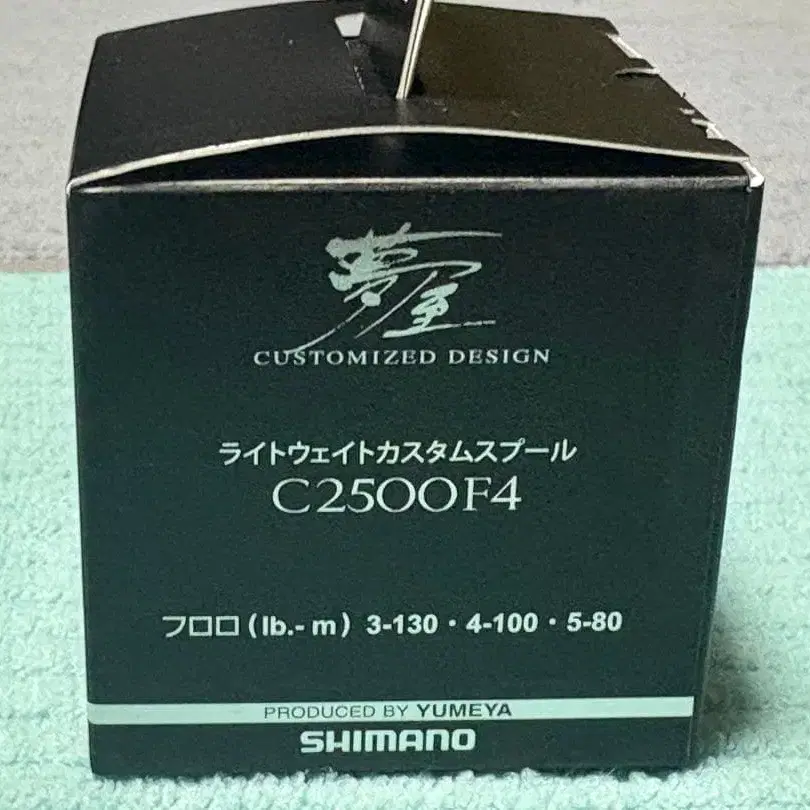 夢屋
CUSTOMIZED DESIGN
ライトウェイトカスタムスプール
C2500F4
フロロ(lb.-m) 3-130・4-100・5-80
PRODUCED BY YUMEYA
SHIMANO